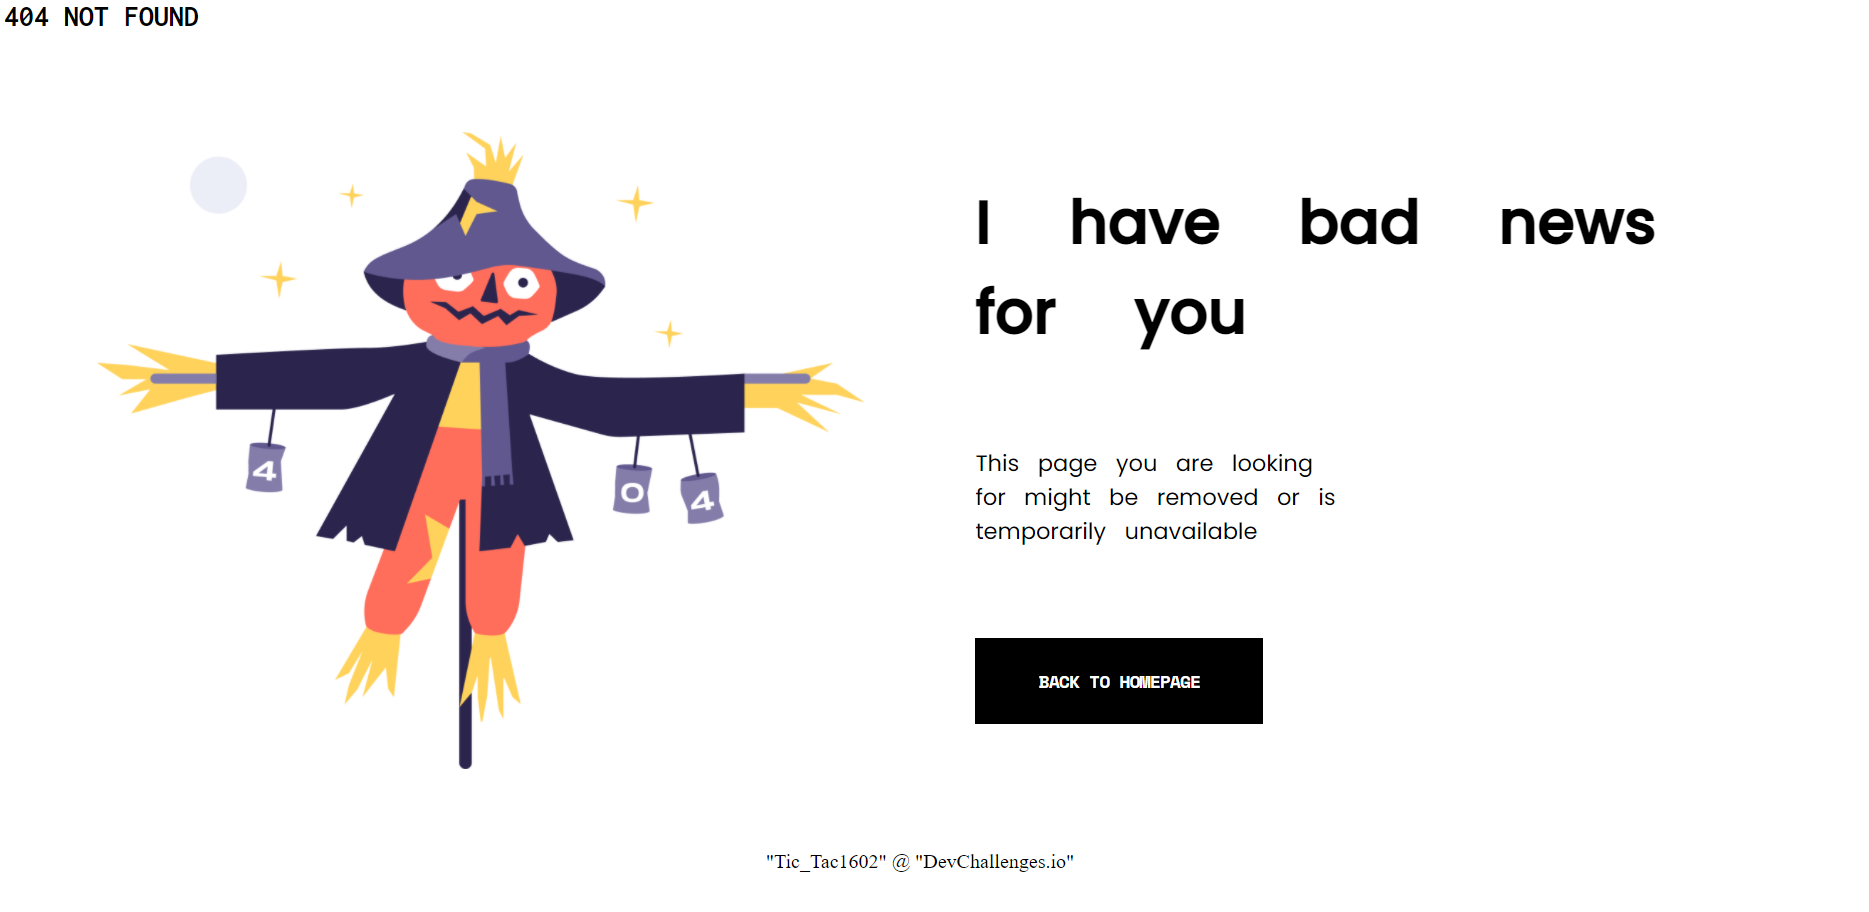 404 NOT FOUND
I have bad news
for you
4
0
4
This page you are looking
for might be removed or is
temporarily unavailable
BACK TO HOMEPAGE
"Tic_Tac1602" @ "DevChallenges.io"